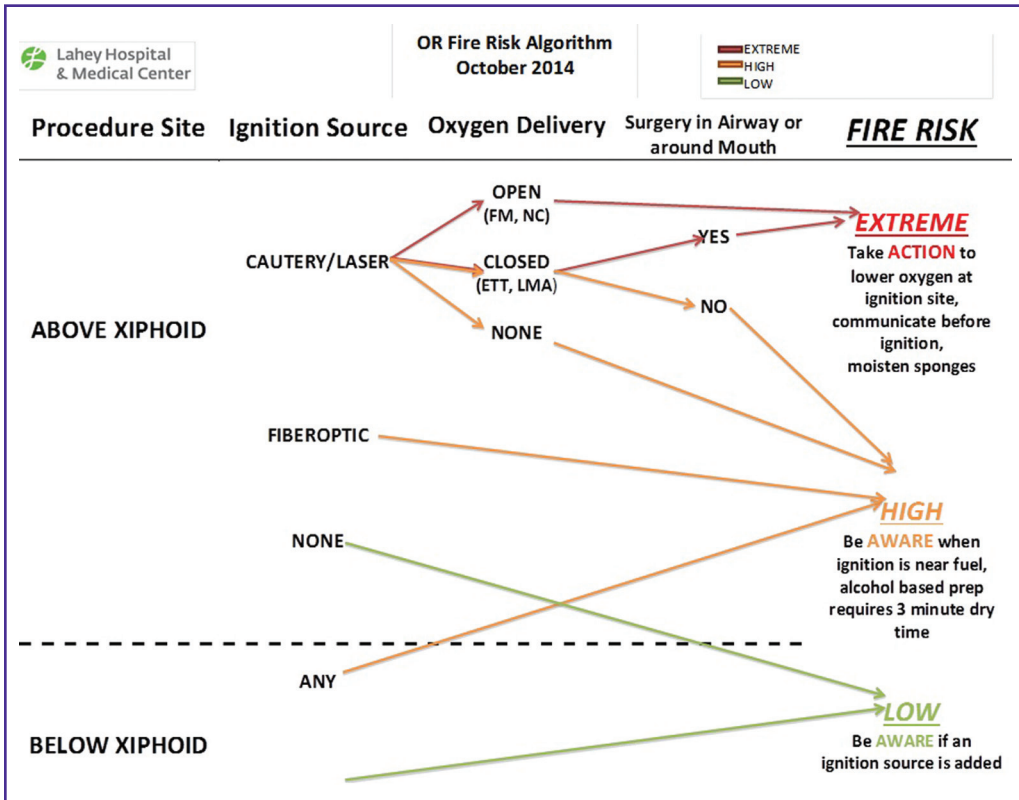 Lahey Hospital
& Medical Center
OR Fire Risk Algorithm
October 2014
EXTREME
HIGH
LOW
Procedure Site
Ignition Source
Oxygen Delivery
Surgery in Airway or
around Mouth
FIRE RISK
ABOVE XIPHOID
CAUTERY/LASER
OPEN
(FM, NC)
CLOSED
(ETT, LMA)
NONE
YES
NO
EXTREME
Take ACTION to
lower oxygen at
ignition site,
communicate before
ignition,
moisten sponges
FIBEROPTIC
HIGH
Be AWARE when
ignition is near fuel,
alcohol based prep
requires 3 minute dry
time
NONE
ANY
BELOW XIPHOID
LOW
Be AWARE if an
ignition source is added